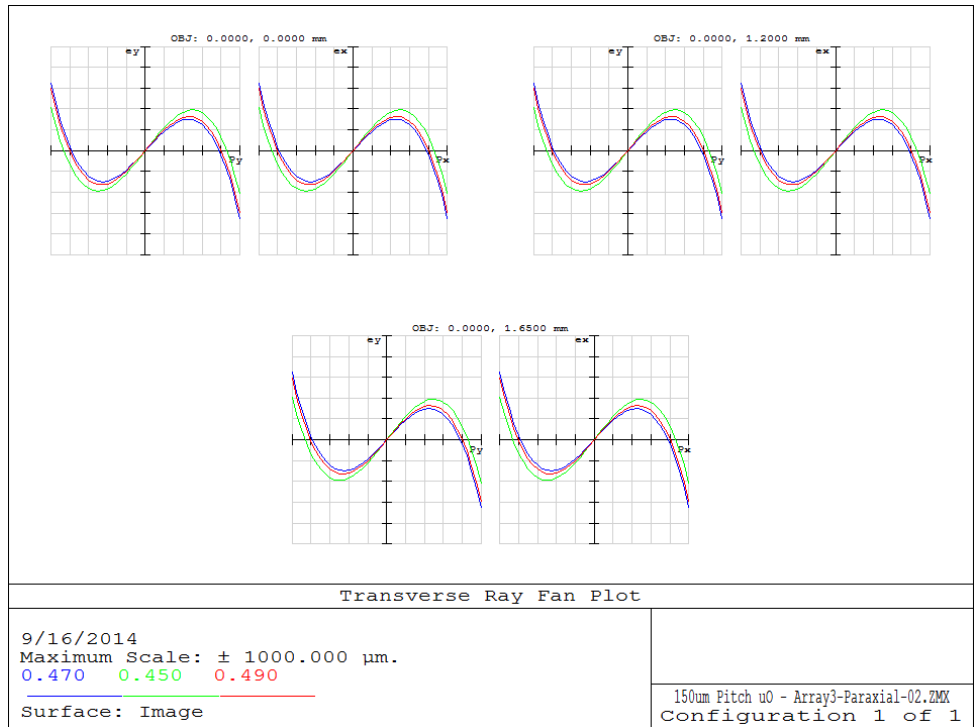 OBJ: 0.0000, 0.0000 mm
ey
Py
ex
Px
OBJ: 0.0000, 1.2000 mm
ey
Py
ex
Px
OBJ: 0.0000, 1.6500 mm
ey
Py
ex
Px
Transverse Ray Fan Plot
9/16/2014
Maximum Scale: ± 1000.000 µm.
0.470 0.450 0.490
Surface: Image
150um Pitch u0 - Array3-Paraxial-02.ZMX
Configuration 1 of 1